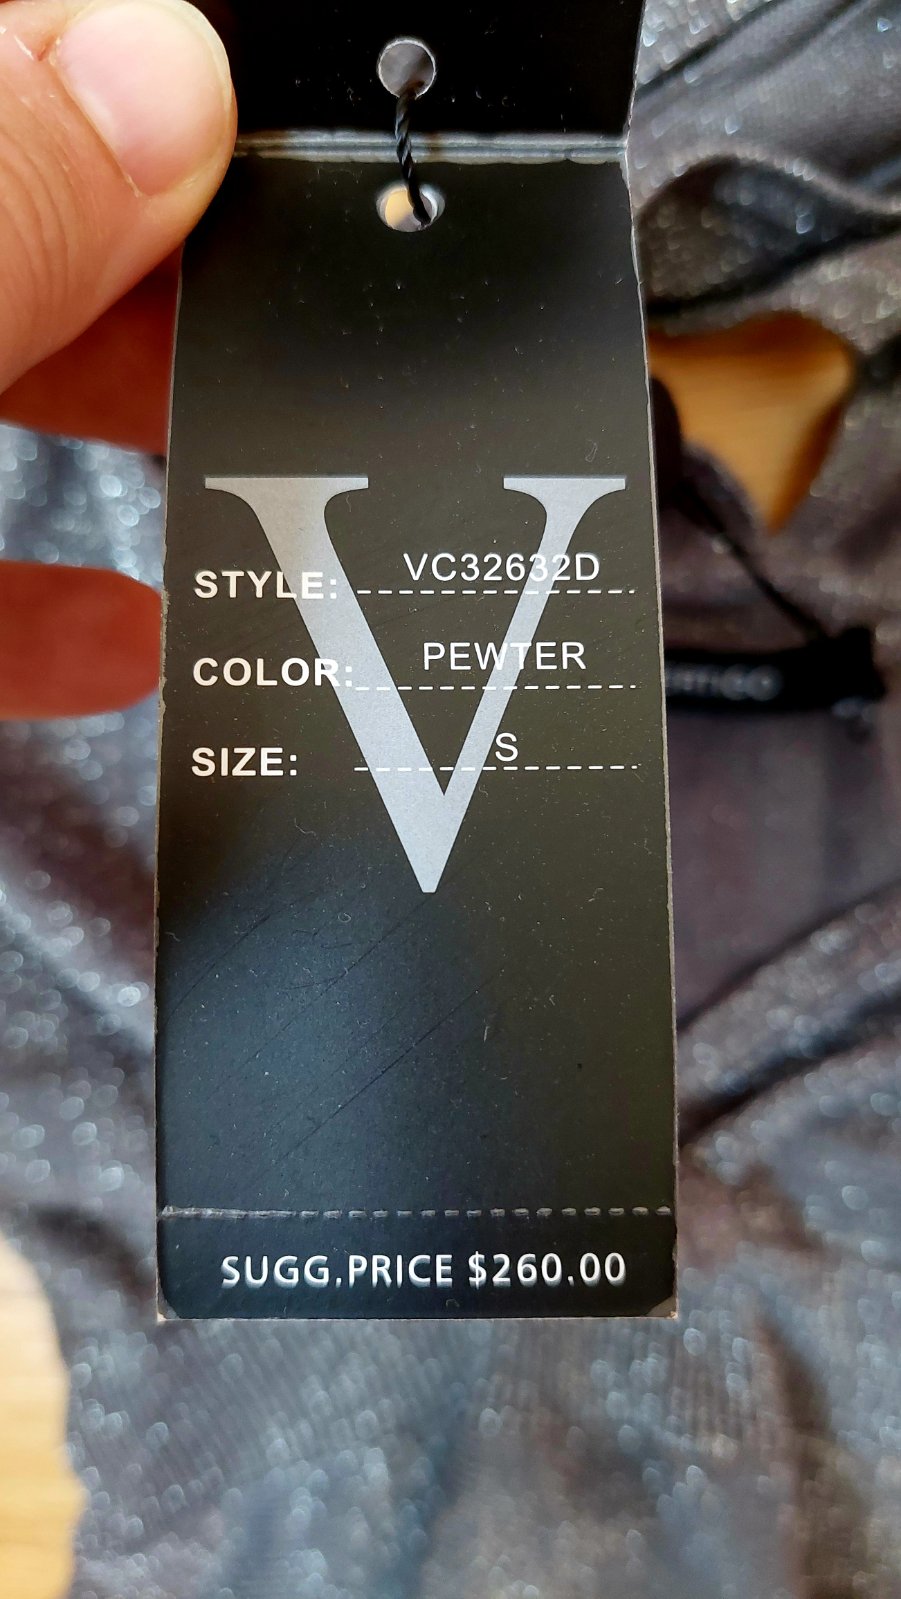 V
STYLE: VC32632D
COLOR: PEWTER
SIZE: S
SUGG.PRICE $260.00